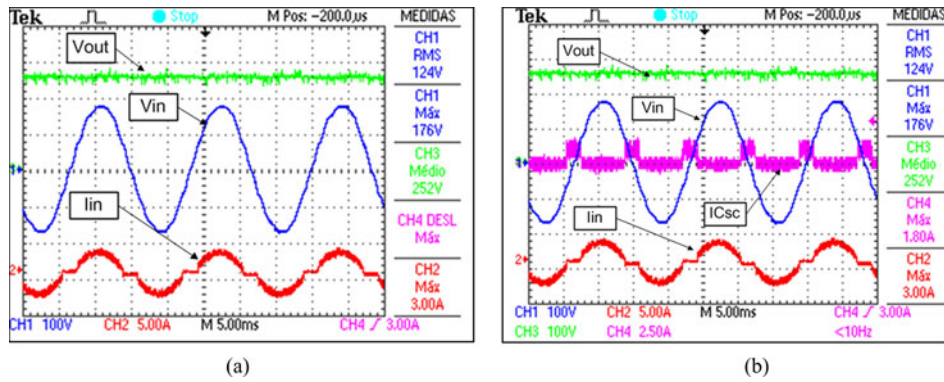 Tek Stop M Pos: -200.0us MEDIDAS
Vout
Vin
Iin
1
2
CH1
RMS
124V
CH1
Máx
176V
CH3
Médio
252V
CH4 DESL
Máx
CH2
Máx
3.00A
CH1 100V CH2 5.00A M 5.00ms CH4 3.00A
(a)
Tek Stop M Pos: -200.0us MEDIDAS
Vout
Vin
Iin
ICsc
2
CH1
RMS
124V
CH1
Máx
176V
CH3
Médio
252V
CH4
Máx
1.80A
CH2
Máx
3.00A
CH1 100V CH2 5.00A M 5.00ms CH4 3.00A
CH3 100V CH4 2.50A <10Hz
(b)